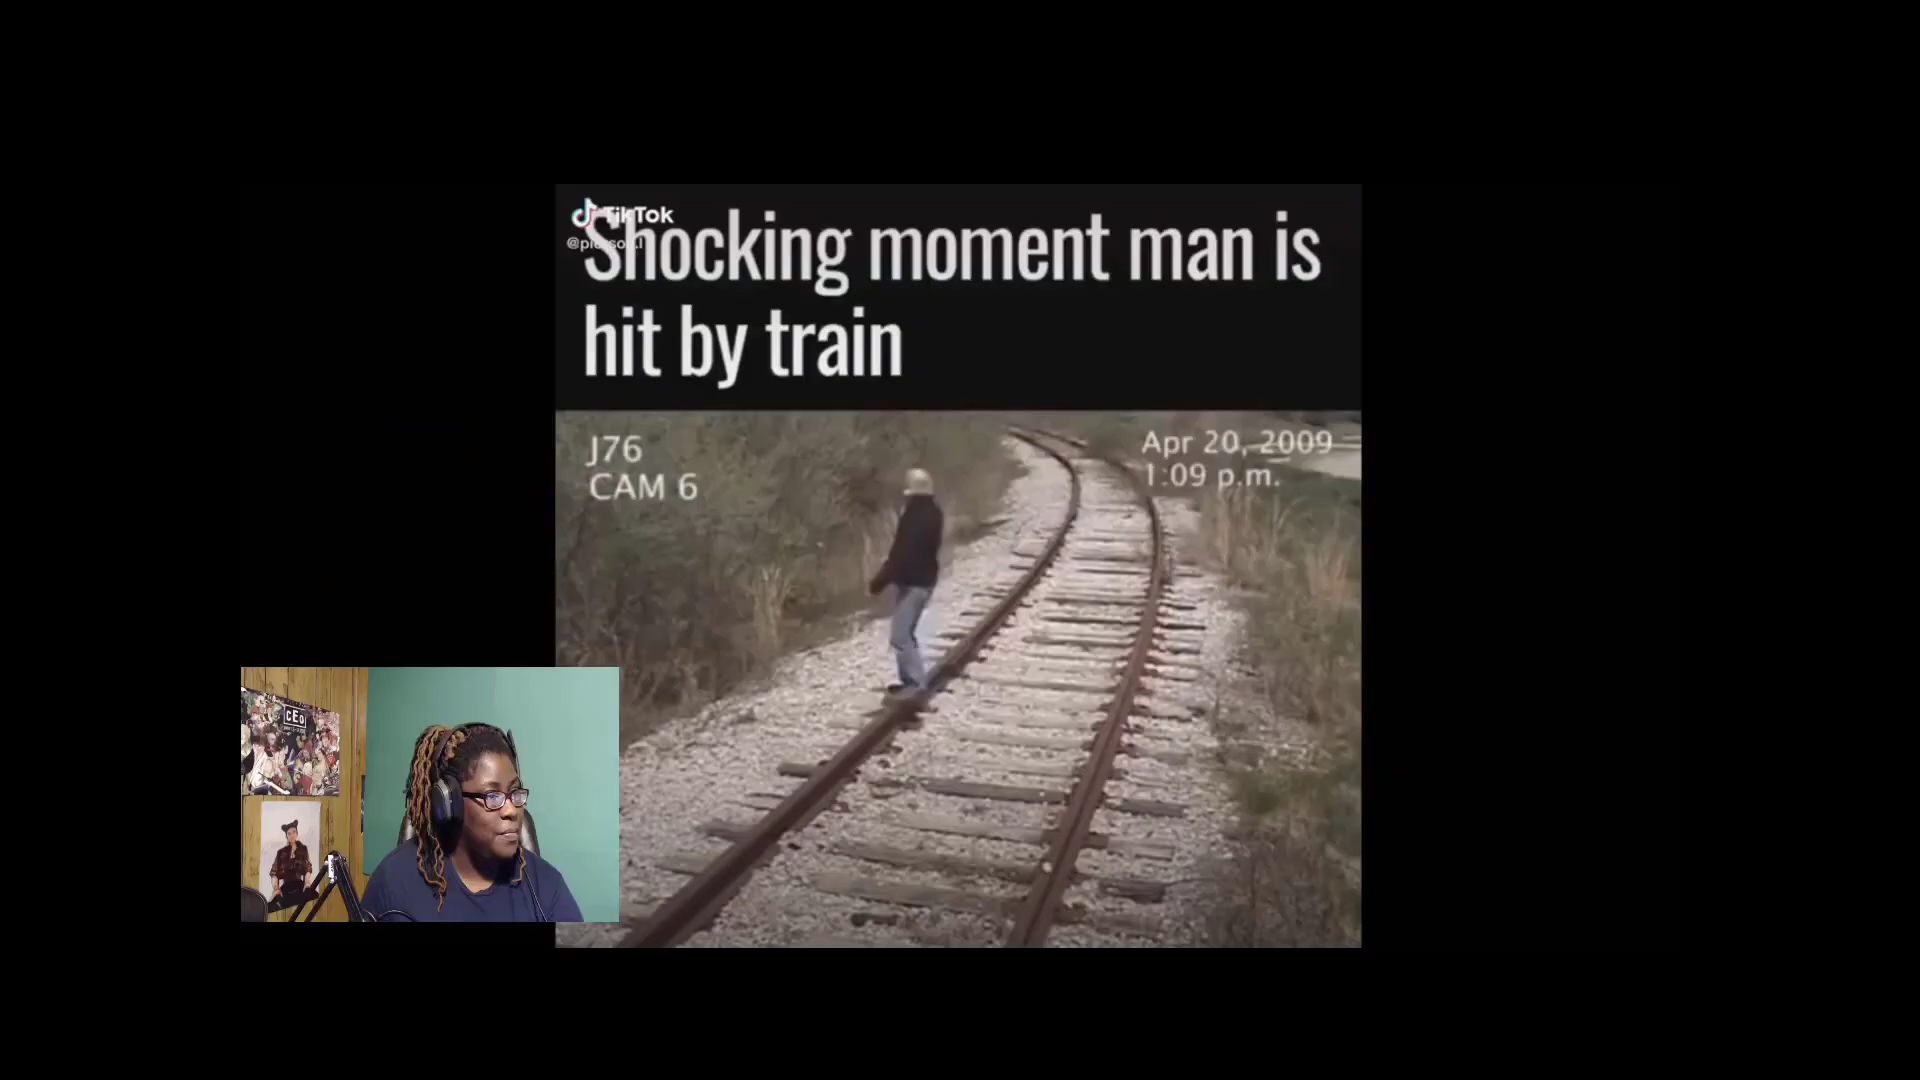 TikTok
Shocking moment man is
hit by train
J76
CAM 6
Apr 20, 2009
1:09 p.m.
CEO